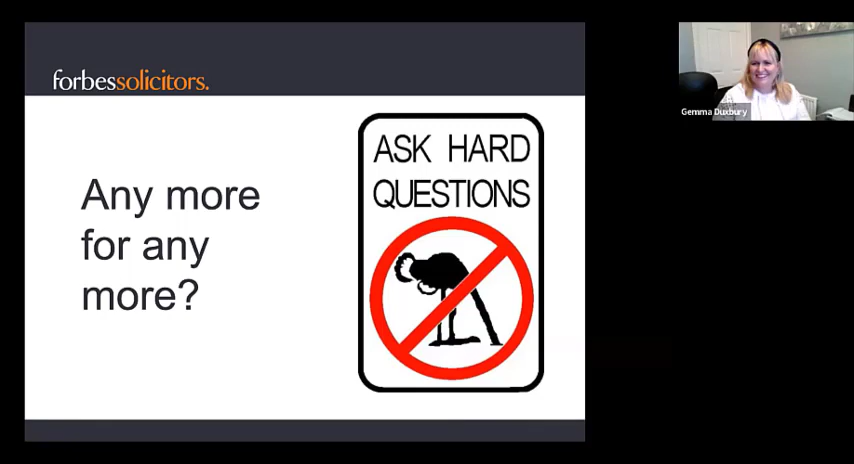 forbessolicitors.
Any more
for any
more?
ASK HARD
QUESTIONS
Gemma Duxbury